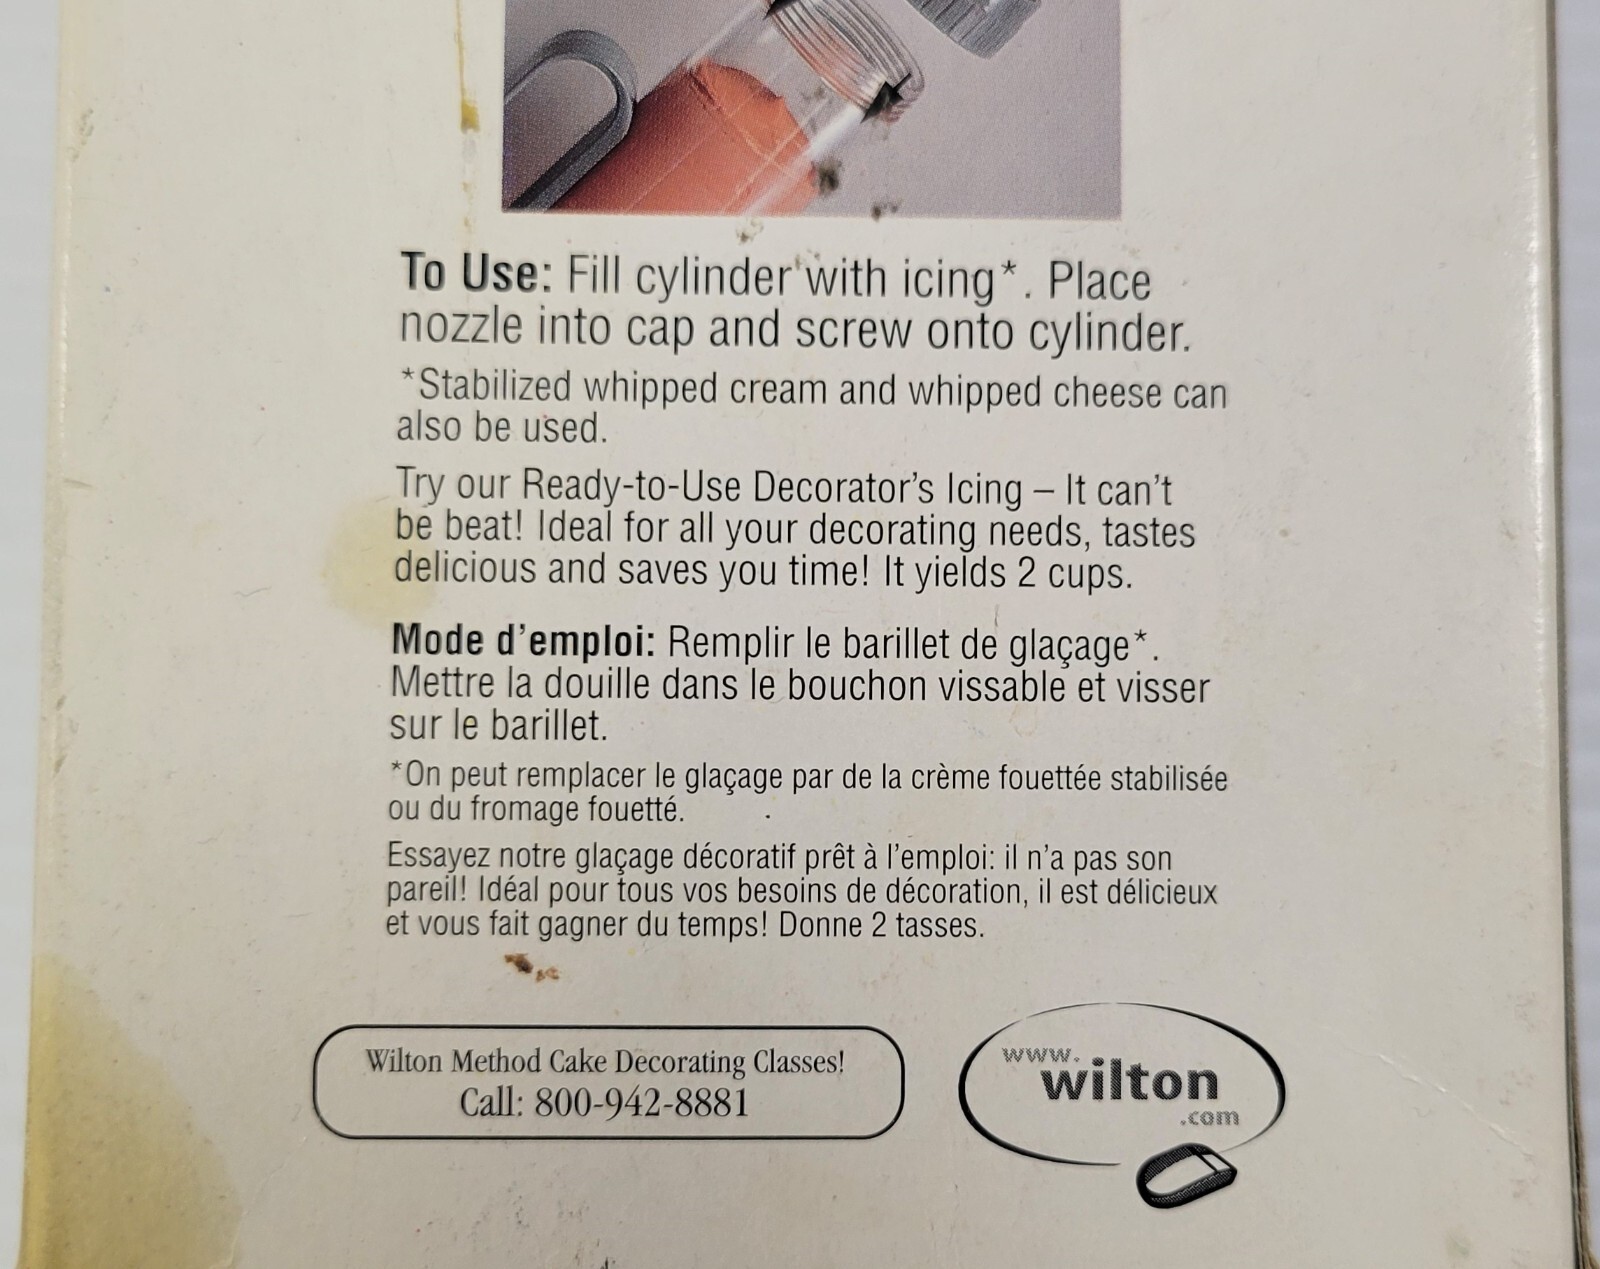 To Use: Fill cylinder with icing*. Place
nozzle into cap and screw onto cylinder.
*Stabilized whipped cream and whipped cheese can
also be used.
Try our Ready-to-Use Decorator's Icing – It can't
be beat! Ideal for all your decorating needs, tastes
delicious and saves you time! It yields 2 cups.
Mode d'emploi: Remplir le barillet de glaçage*.
Mettre la douille dans le bouchon vissable et visser
sur le barillet.
*On peut remplacer le glaçage par de la crème fouettée stabilisée
ou du fromage fouetté.
Essayez notre glaçage décoratif prêt à l'emploi: il n'a pas son
pareil! Idéal pour tous vos besoins de décoration, il est délicieux
et vous fait gagner du temps! Donne 2 tasses.
Wilton Method Cake Decorating Classes!
Call: 800-942-8881
www.
wilton
.com